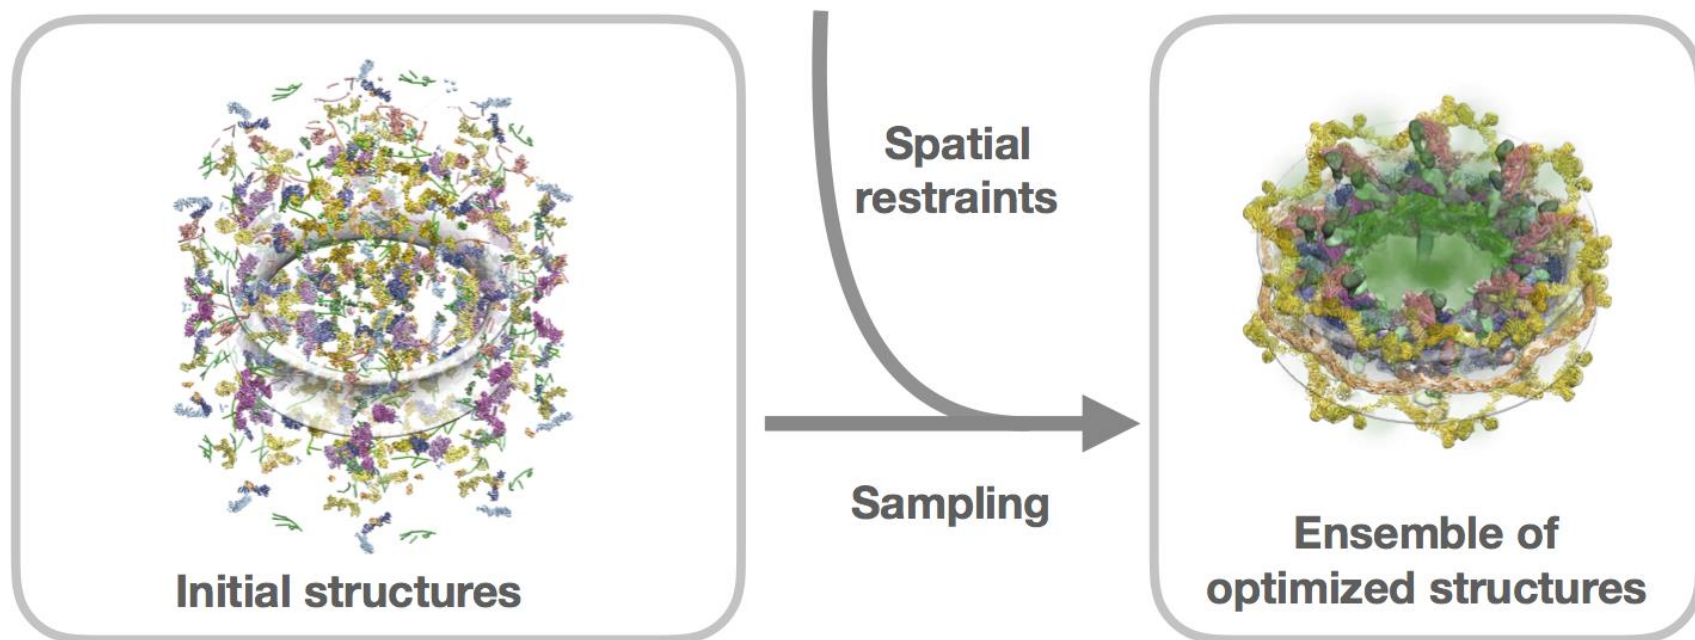 Spatial
restraints
Sampling
Initial structures
Ensemble of
optimized structures